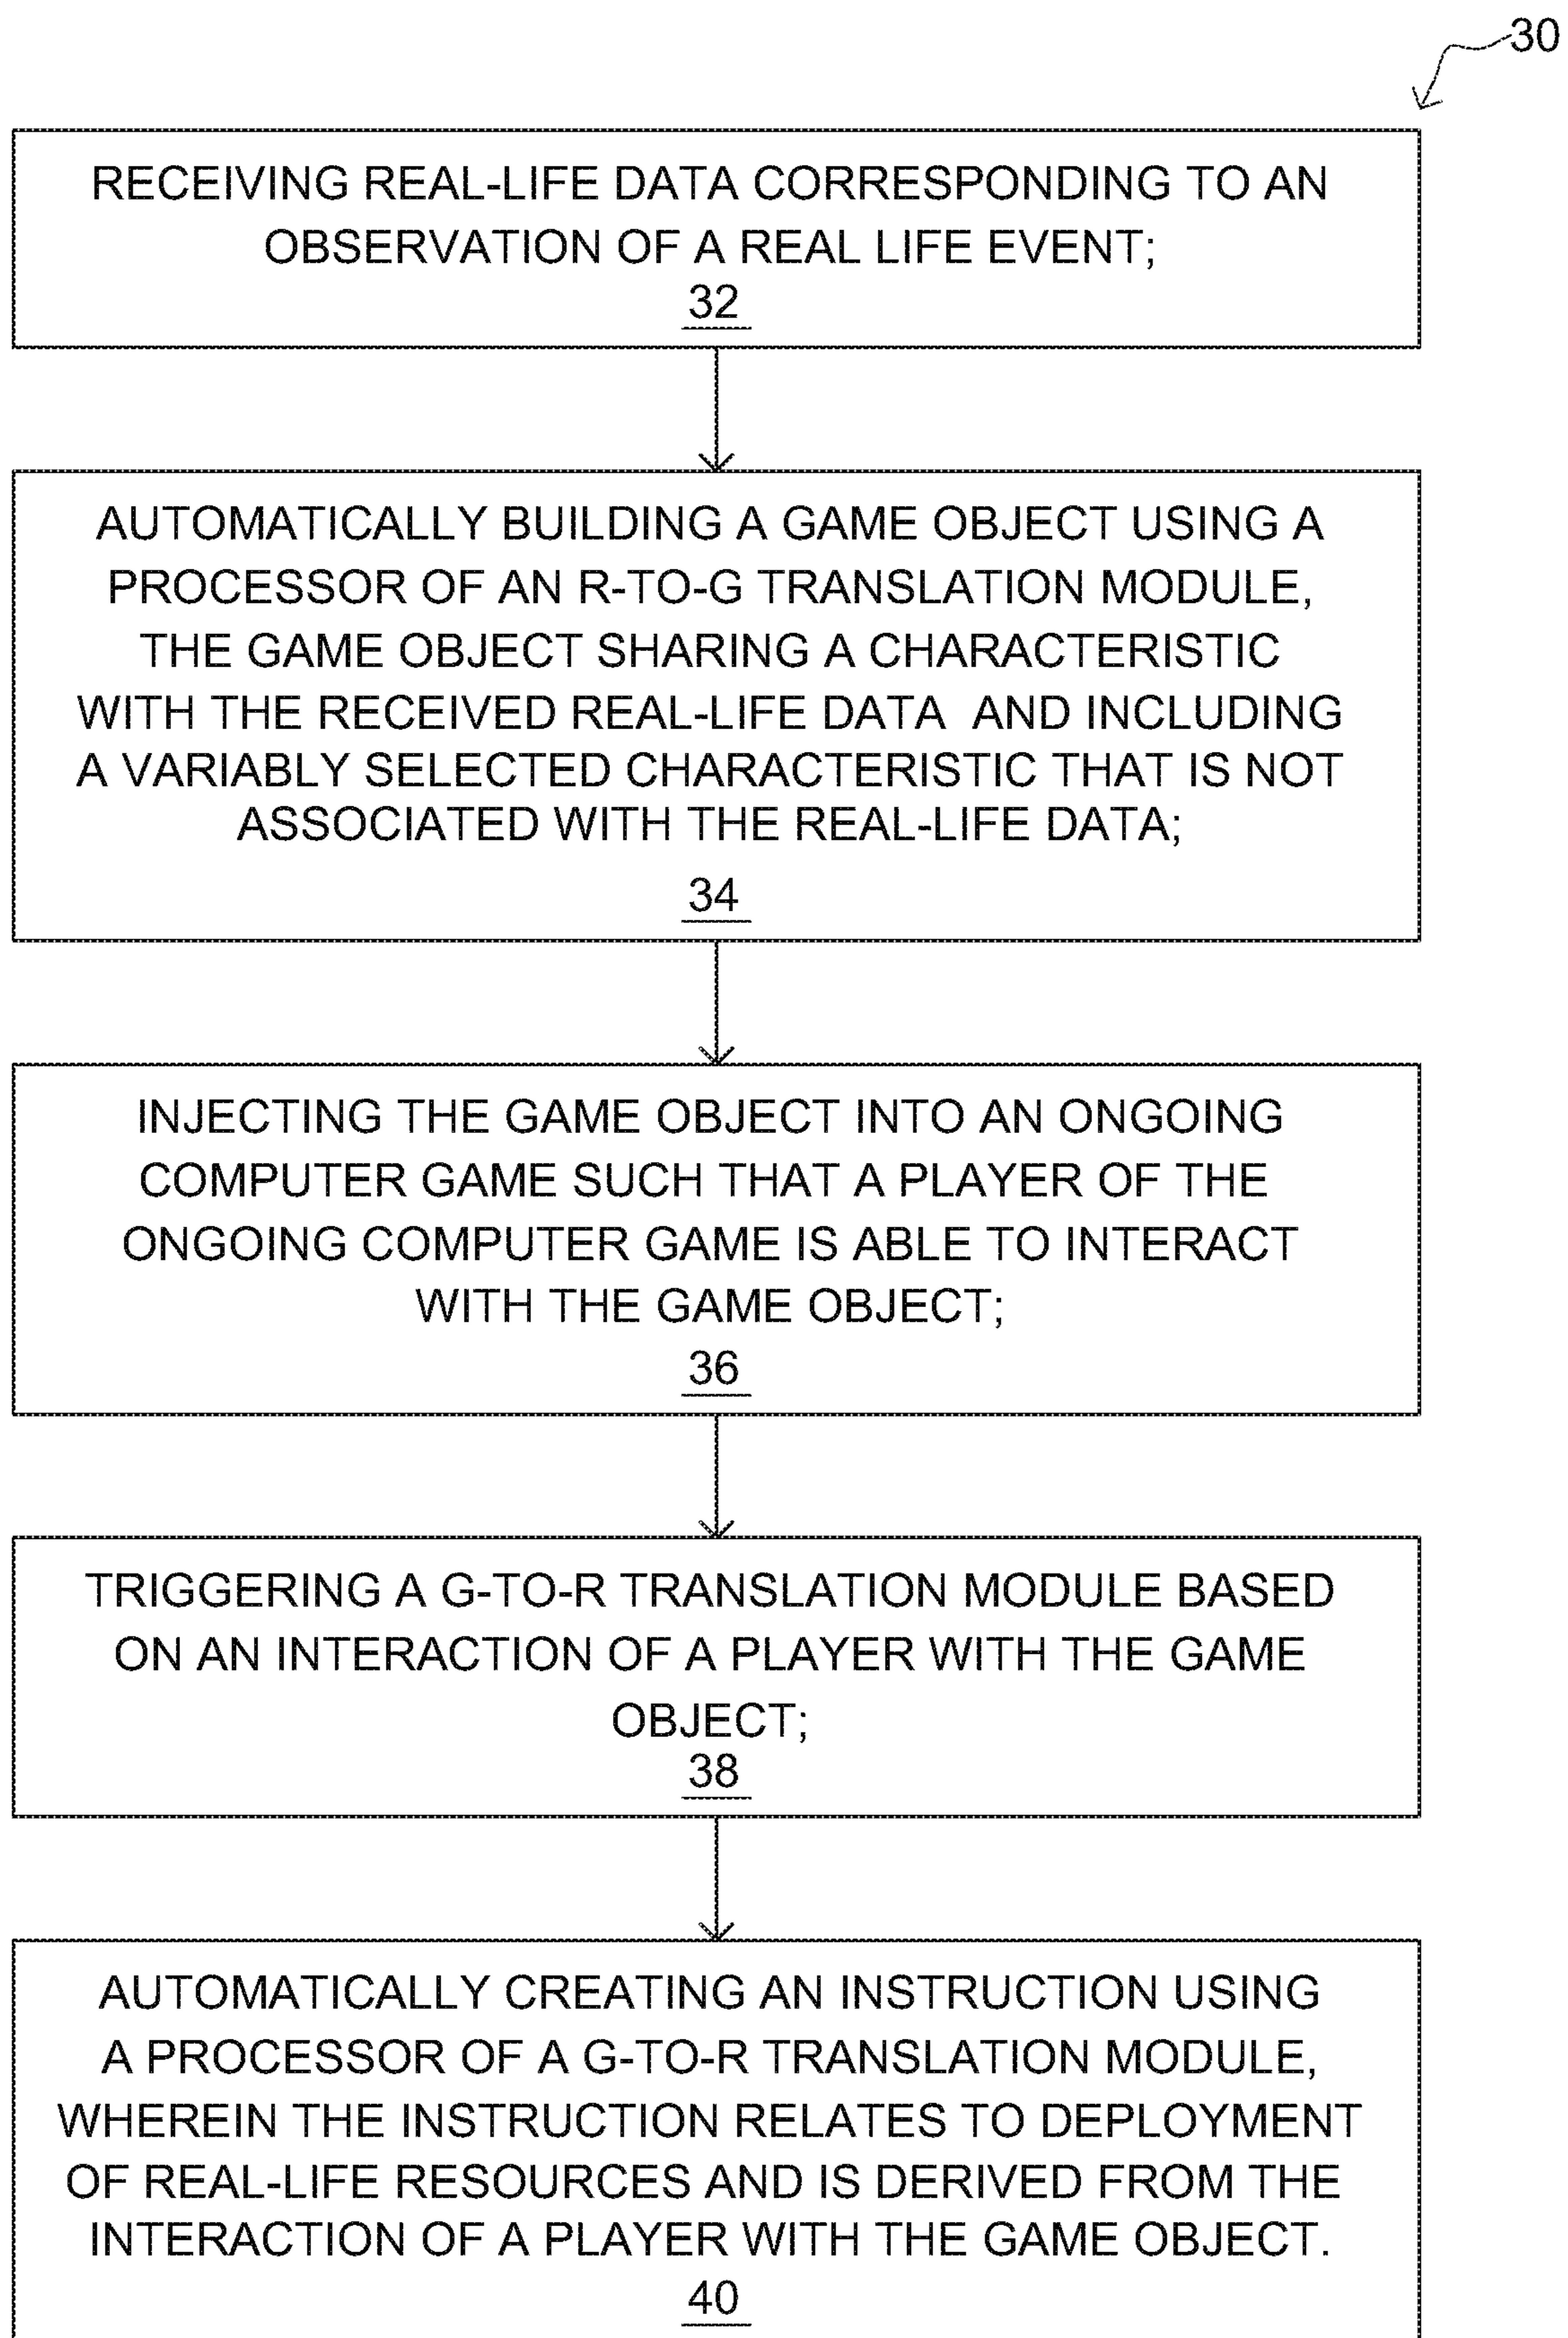 30
RECEIVING REAL-LIFE DATA CORRESPONDING TO AN
OBSERVATION OF A REAL LIFE EVENT;
32
AUTOMATICALLY BUILDING A GAME OBJECT USING A
PROCESSOR OF AN R-TO-G TRANSLATION MODULE,
THE GAME OBJECT SHARING A CHARACTERISTIC
WITH THE RECEIVED REAL-LIFE DATA AND INCLUDING
A VARIABLY SELECTED CHARACTERISTIC THAT IS NOT
ASSOCIATED WITH THE REAL-LIFE DATA;
34
INJECTING THE GAME OBJECT INTO AN ONGOING
COMPUTER GAME SUCH THAT A PLAYER OF THE
ONGOING COMPUTER GAME IS ABLE TO INTERACT
WITH THE GAME OBJECT;
36
TRIGGERING A G-TO-R TRANSLATION MODULE BASED
ON AN INTERACTION OF A PLAYER WITH THE GAME
OBJECT;
38
AUTOMATICALLY CREATING AN INSTRUCTION USING
A PROCESSOR OF A G-TO-R TRANSLATION MODULE,
WHEREIN THE INSTRUCTION RELATES TO DEPLOYMENT
OF REAL-LIFE RESOURCES AND IS DERIVED FROM THE
INTERACTION OF A PLAYER WITH THE GAME OBJECT.
40